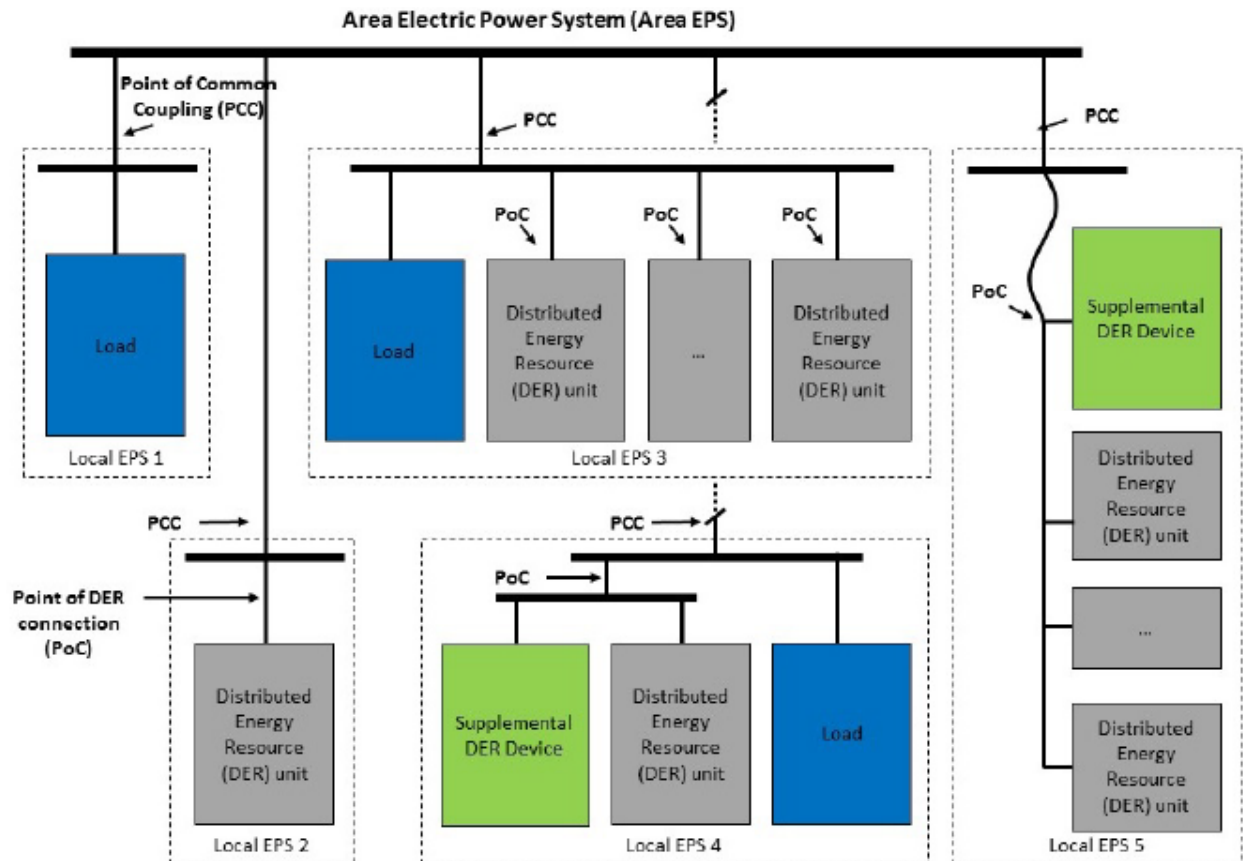 Area Electric Power System (Area EPS)
Point of Common
Coupling (PCC)
PCC
PCC
PoC
PoC
PoC
Load
Load
Distributed
Energy
Resource
(DER) unit
...
Distributed
Energy
Resource
(DER) unit
PoC
Supplemental
DER Device
Local EPS 1
Local EPS 3
Distributed
Energy
Resource
(DER) unit
PCC
PCC
PoC
Point of DER
connection
(PoC)
...
Distributed
Energy
Resource
(DER) unit
Supplemental
DER Device
Distributed
Energy
Resource
(DER) unit
Load
Distributed
Energy
Resource
(DER) unit
Local EPS 2
Local EPS 4
Local EPS 5